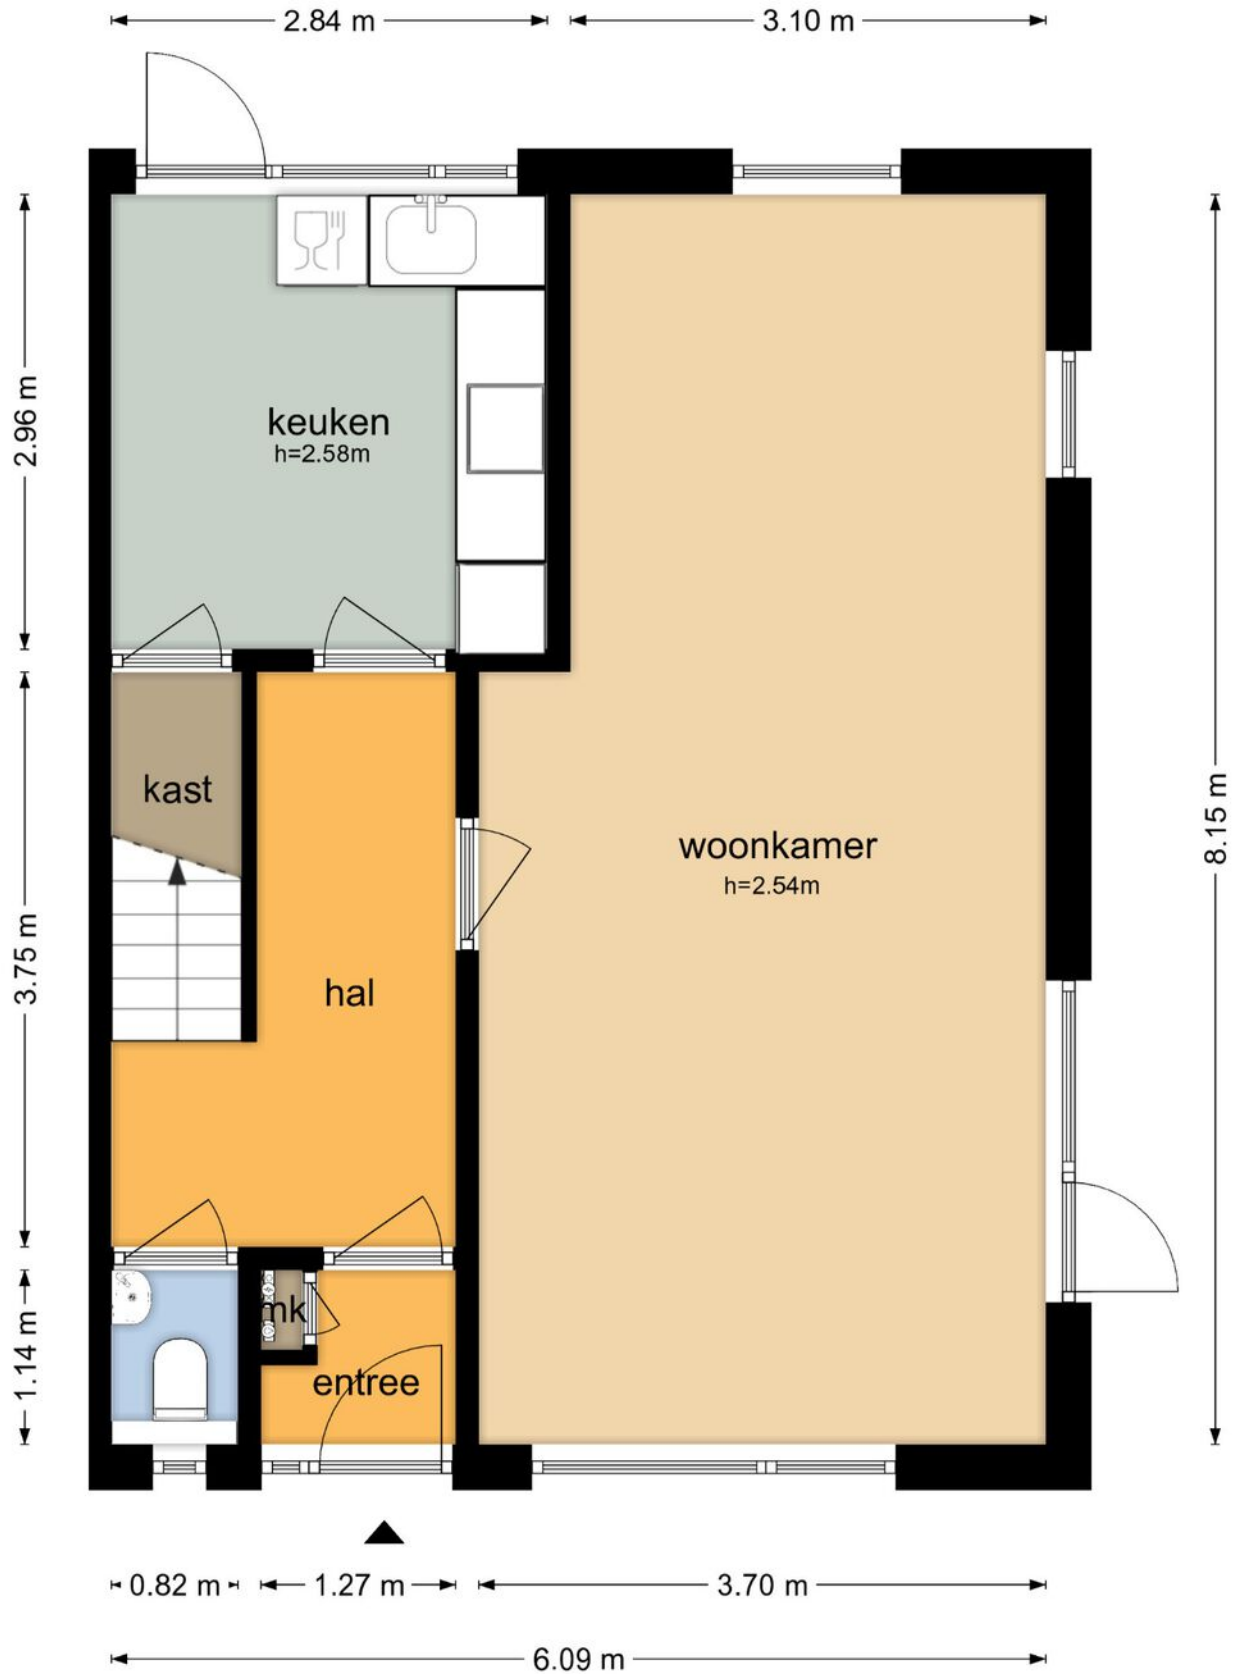 2.84 m
3.10 m
2.96 m
keuken
h=2.58m
kast
woonkamer
h=2.54m
8.15 m
3.75 m
hal
mk
1.14 m
entree
0.82 m
1.27 m
3.70 m
6.09 m